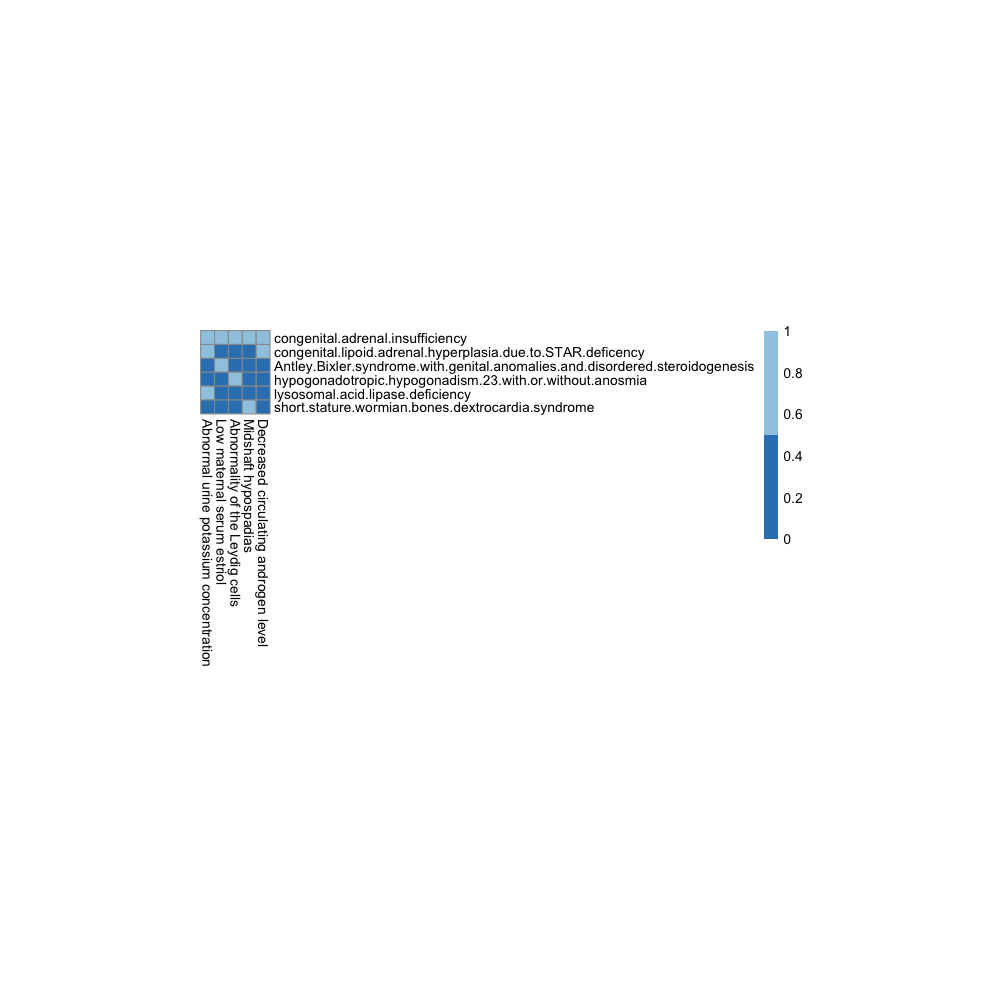 congenital.adrenal.insufficiency
congenital.lipoid.adrenal.hyperplasia.due.to.STAR.deficency
Antley.Bixler.syndrome.with.genital.anomalies.and.disordered.steroidogenesis
hypogonadotropic.hypogonadism.23.with.or.without.anosmia
lysosomal.acid.lipase.deficiency
short.stature.wormian.bones.dextrocardia.syndrome
Abnormal urine potassium concentration
Low maternal serum estriol
Abnormality of the Leydig cells
Midshaft hypospadias
Decreased circulating androgen level
1
0.8
0.6
0.4
0.2
0